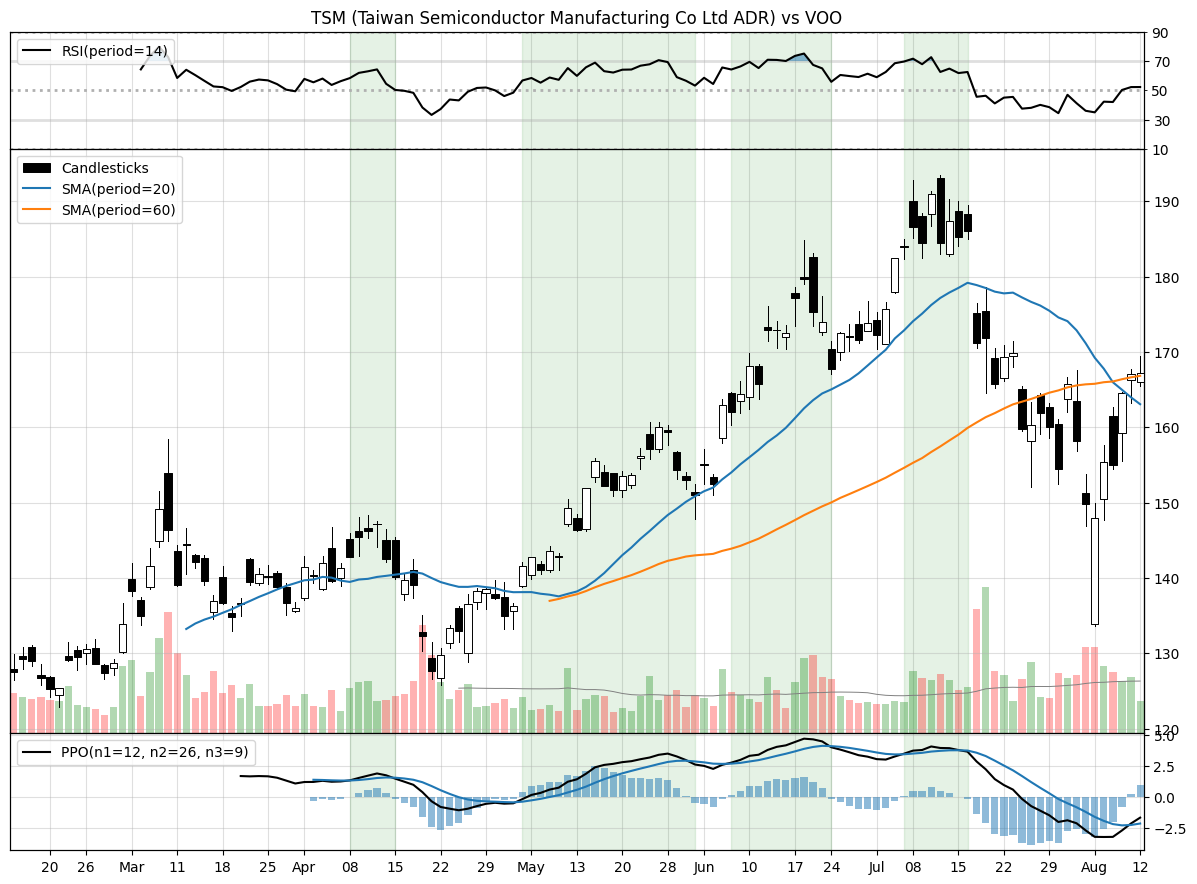 TSM (Taiwan Semiconductor Manufacturing Co Ltd ADR) vs VOO
RSI(period=14)
90
70
50
30
10
Candlesticks
SMA(period=20)
SMA(period=60)
190
180
170
160
150
140
130
120
PPO(n1=12, n2=26, n3=9)
5.0
2.5
0.0
−2.5
20 26 Mar 11 18 25 Apr 08 15 22 29 May 13 20 28 Jun 10 17 24 Jul 08 15 22 29 Aug 12